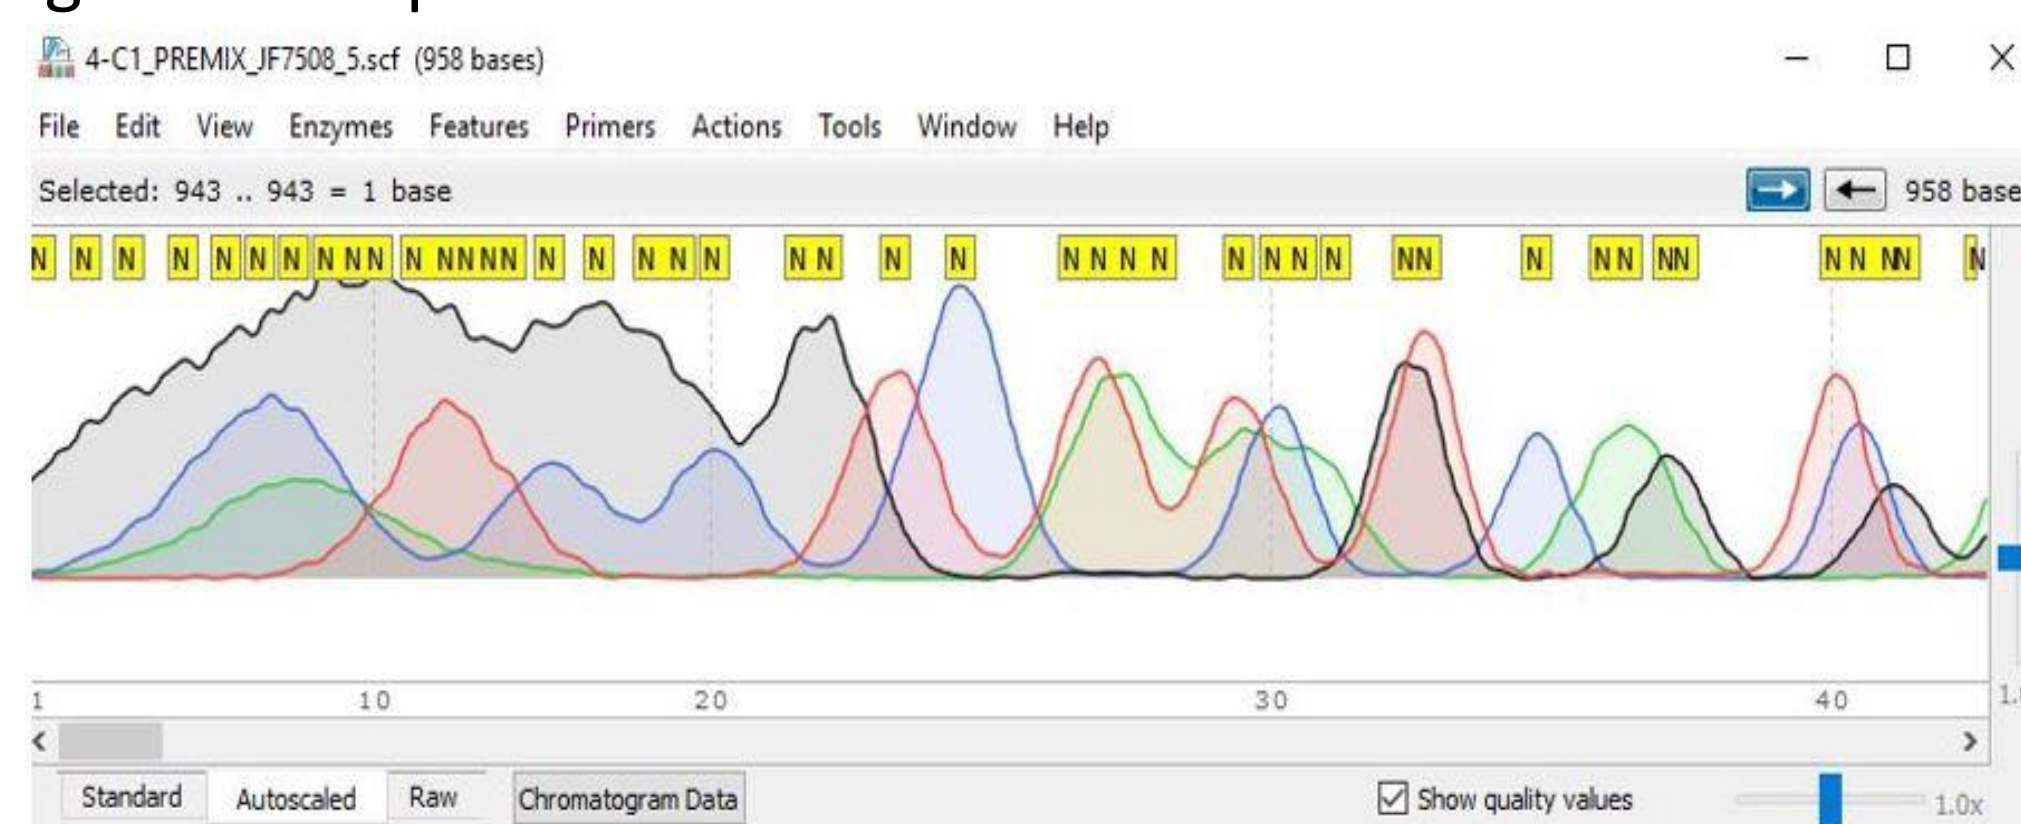 4-C1_PREMIX_JF7508_5.scf (958 bases)
File Edit View Enzymes Features Primers Actions Tools Window Help
Selected: 943 .. 943 = 1 base
958 base
N N N N N N N N N N N N N N N N N N N N N N N N N N N N N N N N N N N N N N N N N N N
1 10 20 30 40
Standard Autoscaled Raw Chromatogram Data Show quality values 1.0x